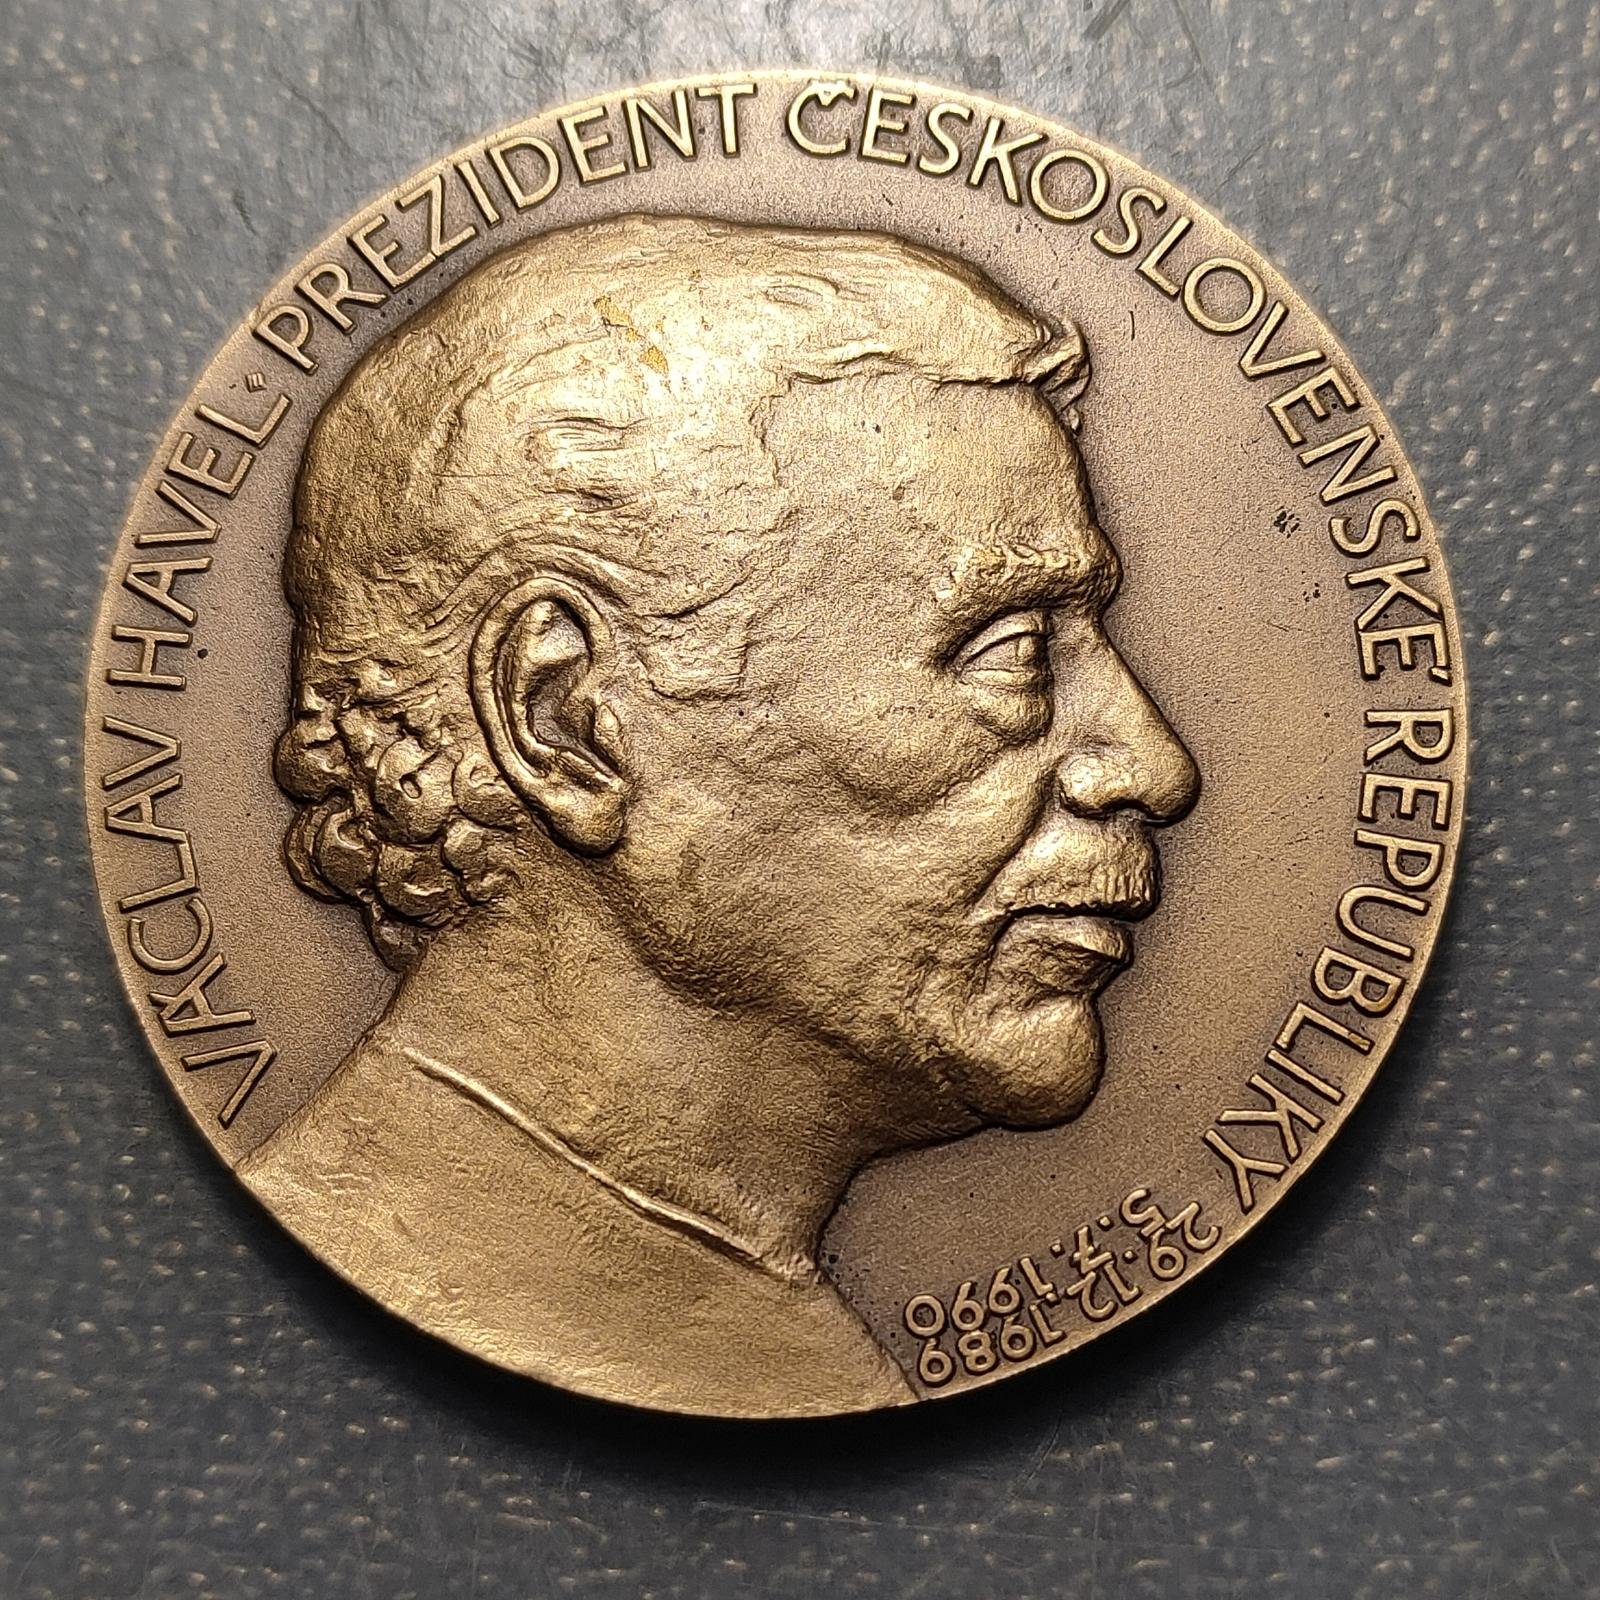 VÁCLAV HAVEL · PREZIDENT ČESKOSLOVENSKÉ REPUBLIKY 29.12.1989
5.7.1990